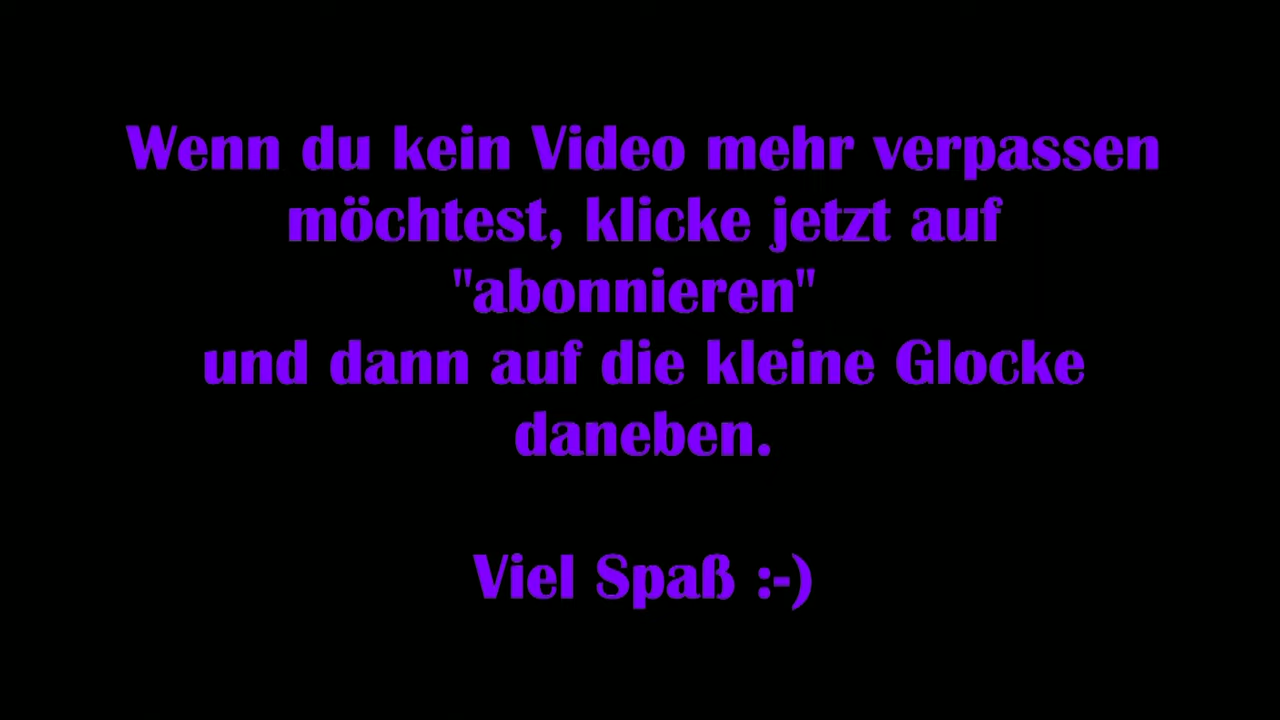 Wenn du kein Video mehr verpassen
möchtest, klicke jetzt auf
"abonnieren"
und dann auf die kleine Glocke
daneben.
Viel Spaß :-)